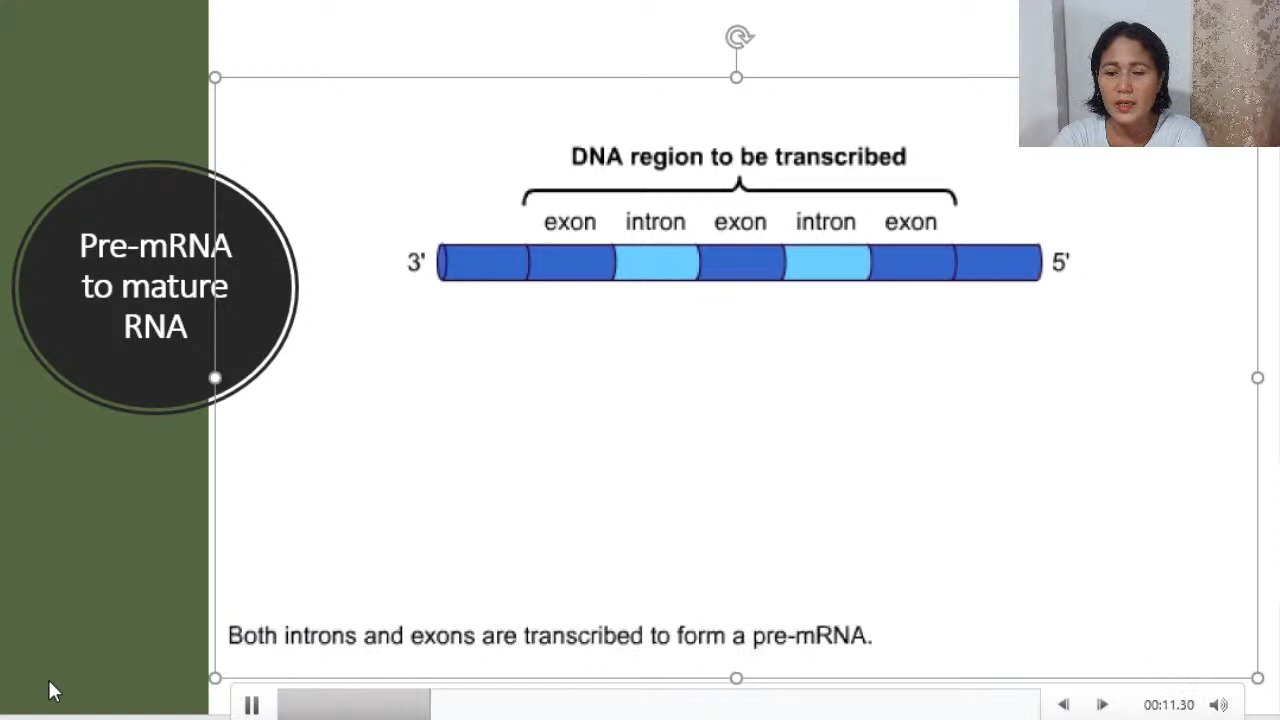 Pre-mRNA
to mature
RNA
DNA region to be transcribed
exon intron exon intron exon
3' 5'
Both introns and exons are transcribed to form a pre-mRNA.
00:11.30